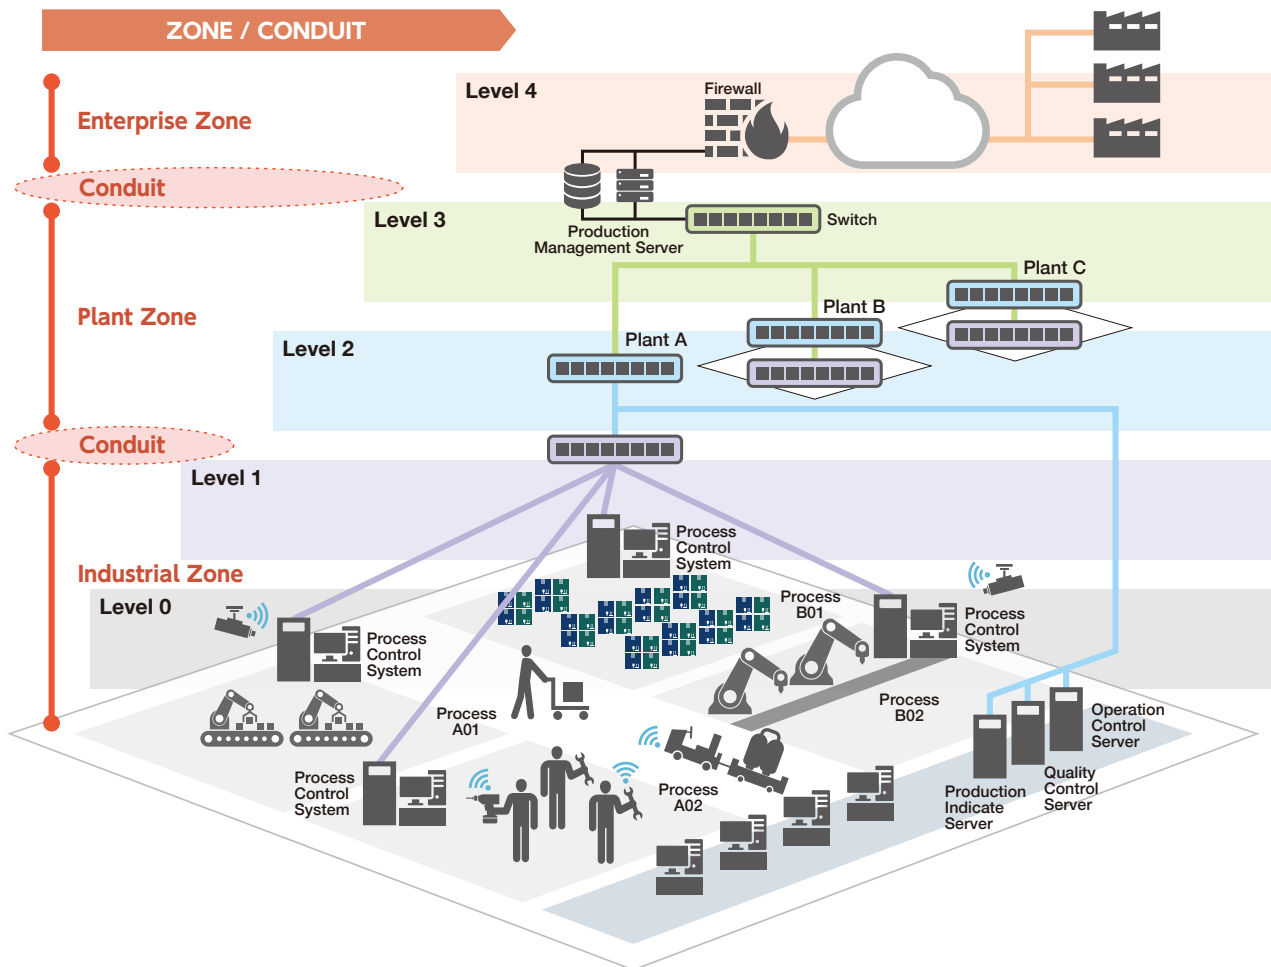 ZONE / CONDUIT
Level 4
Firewall
Enterprise Zone
Conduit
Level 3
Production
Management Server
Switch
Plant C
Plant B
Plant A
Plant Zone
Level 2
Conduit
Level 1
Process
Control
System
Industrial Zone
Level 0
Process
B01
Process
Control
System
Process
Control
System
Process
A01
Process
B02
Operation
Control
Server
Process
Control
System
Process
A02
Quality
Control
Server
Production
Indicate
Server